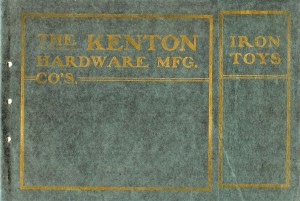 THE KENTON
HARDWARE MFG.
CO'S.
IRON
TOYS